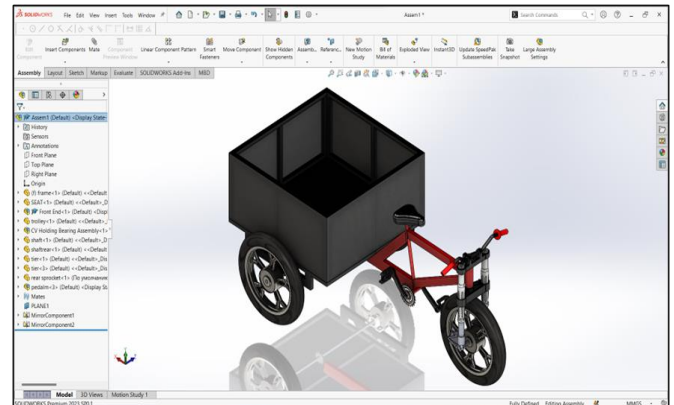 SOLIDWORKS File Edit View Insert Tools Window Assem1 * Search Commands
Edit Component Insert Components Mate Component Preview Window Linear Component Pattern Smart Fasteners Move Component Show Hidden Components Assemb... Referenc... New Motion Study Bill of Materials Exploded View Instant3D Update SpeedPak Subassemblies Take Snapshot Large Assembly Settings
Assembly Layout Sketch Markup Evaluate SOLIDWORKS Add-Ins MBD
Assem1 (Default) <Display State-
History
Sensors
Annotations
Front Plane
Top Plane
Right Plane
Origin
(f) frame<1> (Default) <<Default
SEAT<1> (Default) <<Default>_D
Front End<1> (Default) <Disp
trolley<1> (Default) <<Default>_
CV Holding Bearing Assembly<1>
shaft<1> (Default) <<Default>_D
shaftrear<1> (Default) <<Default
tier<1> (Default) <<Default>_Dis
tier<3> (Default) <<Default>_Dis
rear sprocket<1> (По умолчанию
pedalm<3> (Default) <Display St
Mates
PLANE1
MirrorComponent1
MirrorComponent2
Model 3D Views Motion Study 1
SOLIDWORKS Premium 2023 SP0.1 Fully Defined Editing Assembly MMGS